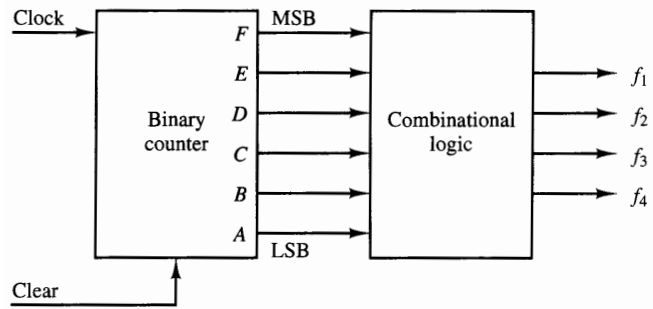 Clock
F
MSB
E
f1
D
f2
Binary
counter
Combinational
logic
C
f3
B
f4
A
LSB
Clear